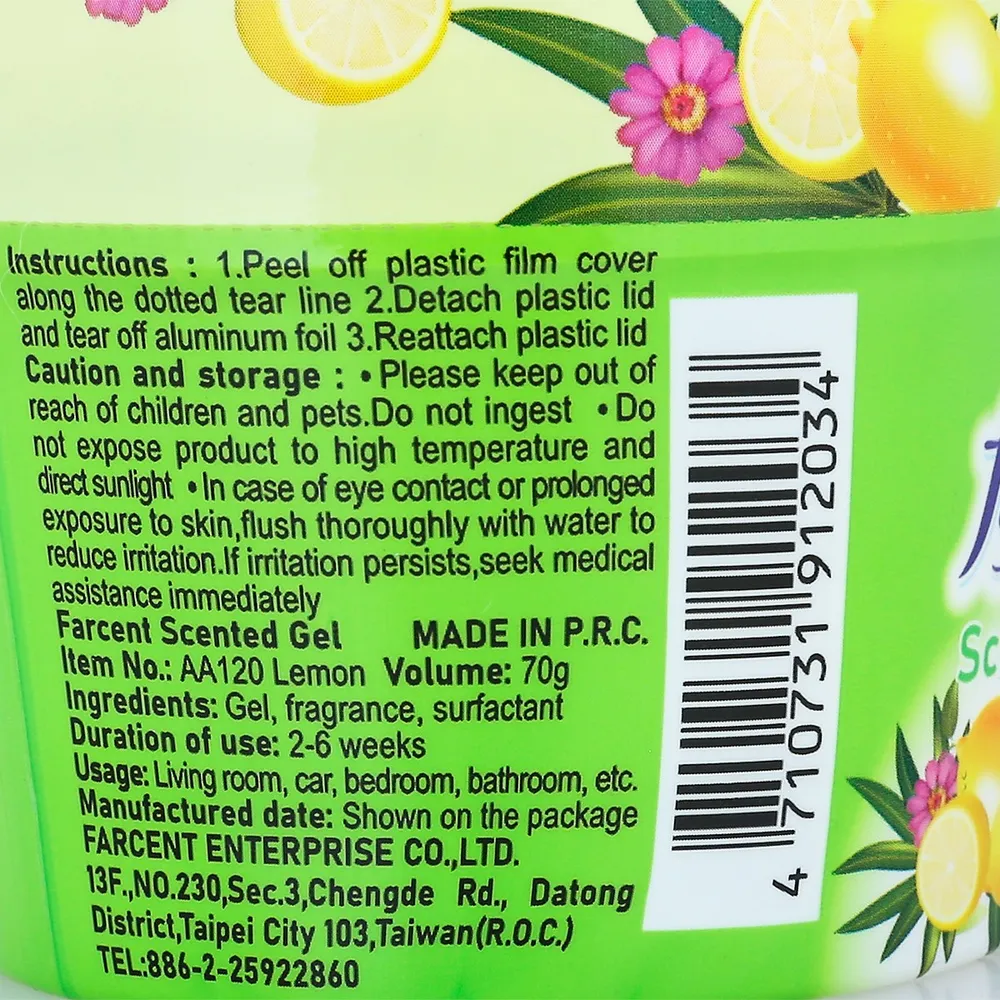 Instructions : 1.Peel off plastic film cover
along the dotted tear line 2.Detach plastic lid
and tear off aluminum foil 3.Reattach plastic lid
Caution and storage : •Please keep out of
reach of children and pets.Do not ingest •Do
not expose product to high temperature and
direct sunlight •In case of eye contact or prolonged
exposure to skin,flush thoroughly with water to
reduce irritation.If irritation persists,seek medical
assistance immediately
Farcent Scented Gel MADE IN P.R.C.
Item No.: AA120 Lemon Volume: 70g
Ingredients: Gel, fragrance, surfactant
Duration of use: 2-6 weeks
Usage: Living room, car, bedroom, bathroom, etc.
Manufactured date: Shown on the package
FARCENT ENTERPRISE CO.,LTD.
13F.,NO.230,Sec.3,Chengde Rd., Datong
District,Taipei City 103,Taiwan(R.O.C.)
TEL:886-2-25922860
4 710731 912034